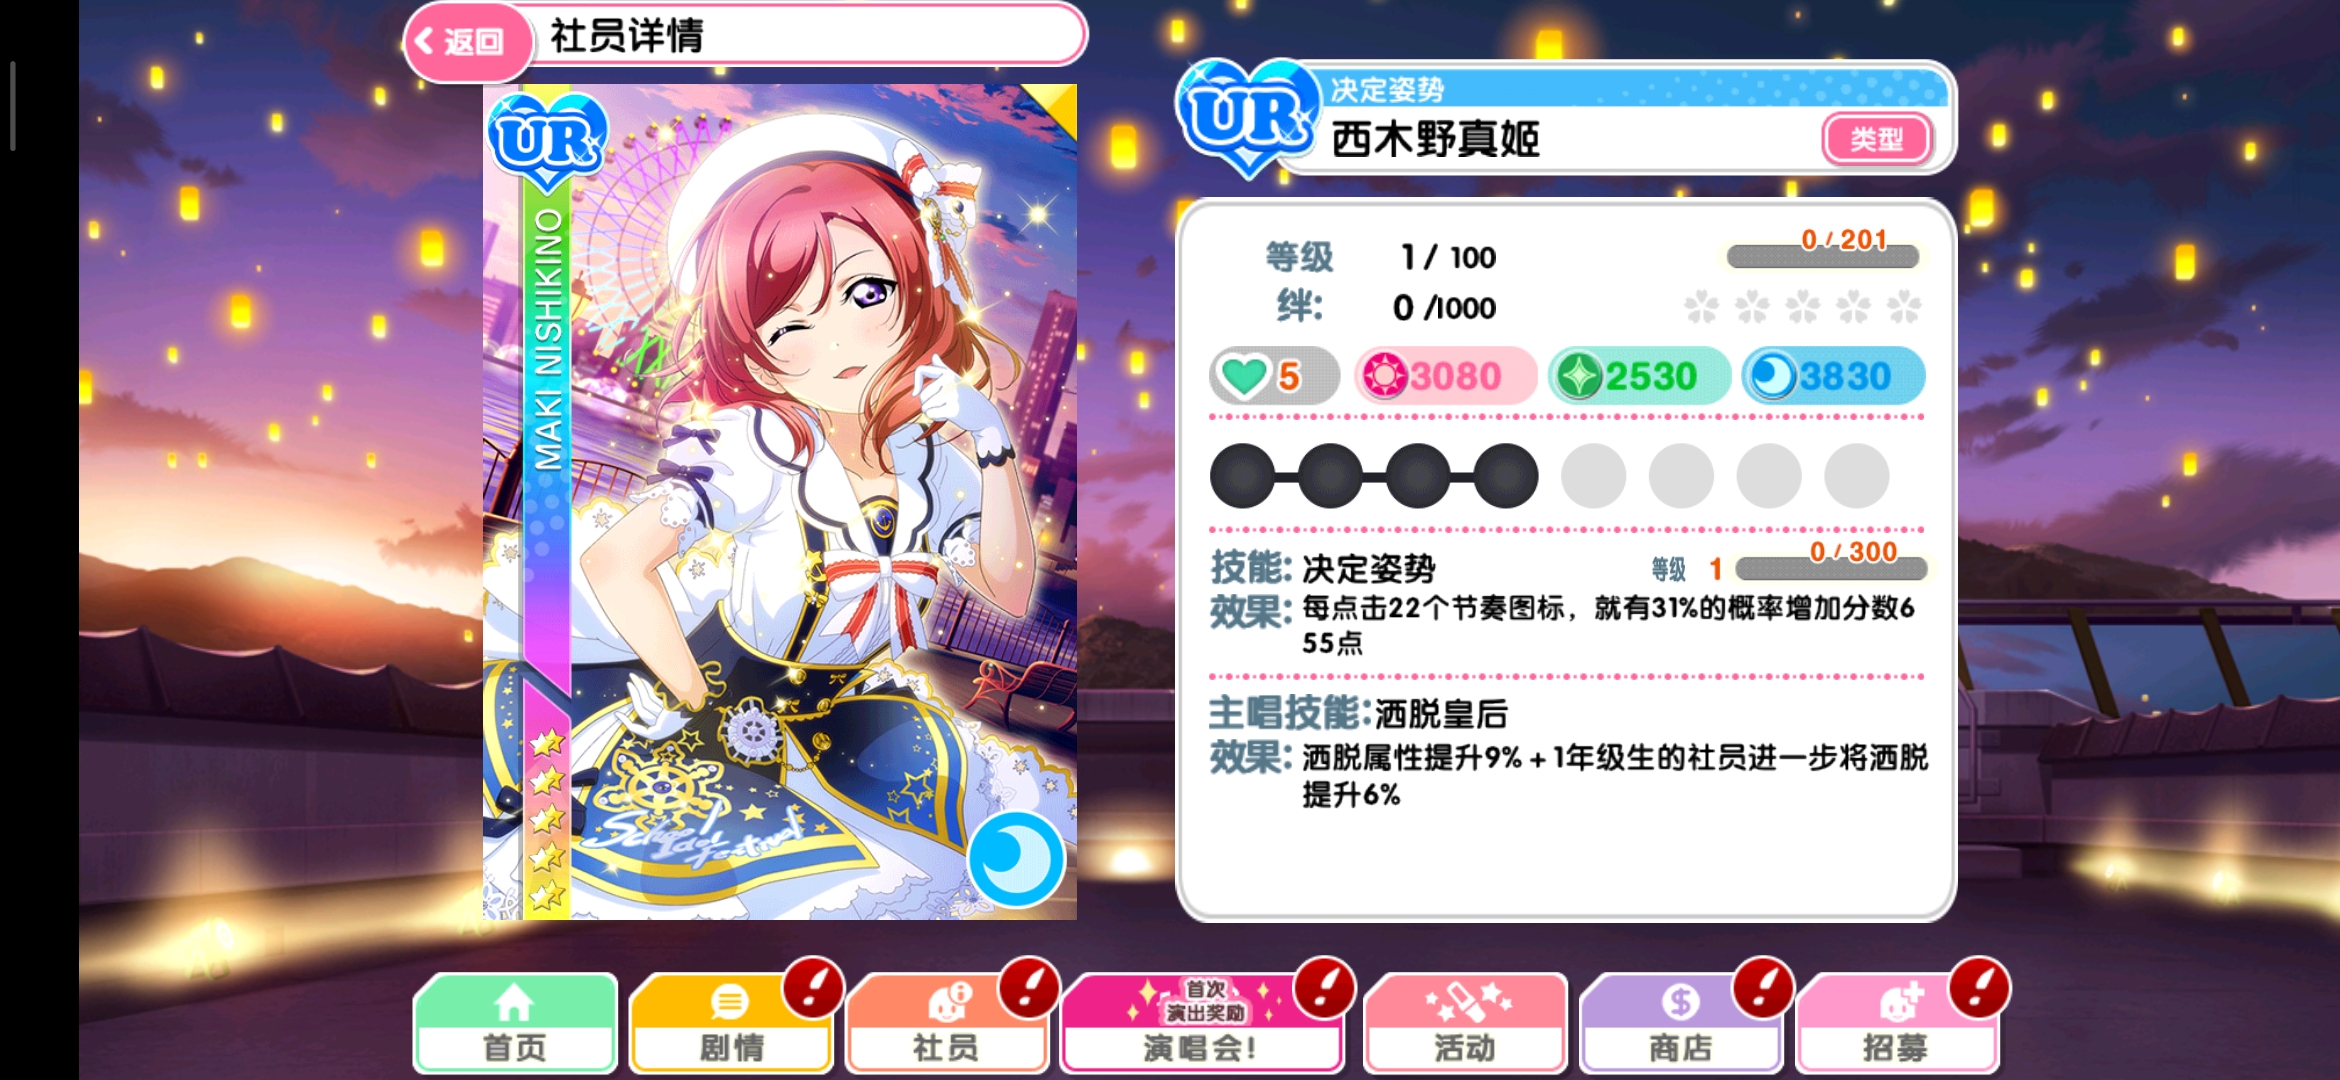 返回
社员详情
UR
MAKI NISHIKINO
School idol festival
UR
决定姿势
西木野真姬
类型
等级 1 / 100
0 / 201
绊: 0 /1000
5 3080 2530 3830
技能: 决定姿势 等级 1 0 / 300
效果: 每点击22个节奏图标，就有31%的概率增加分数6
55点
主唱技能: 洒脱皇后
效果: 洒脱属性提升9%+1年级生的社员进一步将洒脱
提升6%
首页
剧情
社员
首次
演出奖励
演唱会!
活动
商店
招募